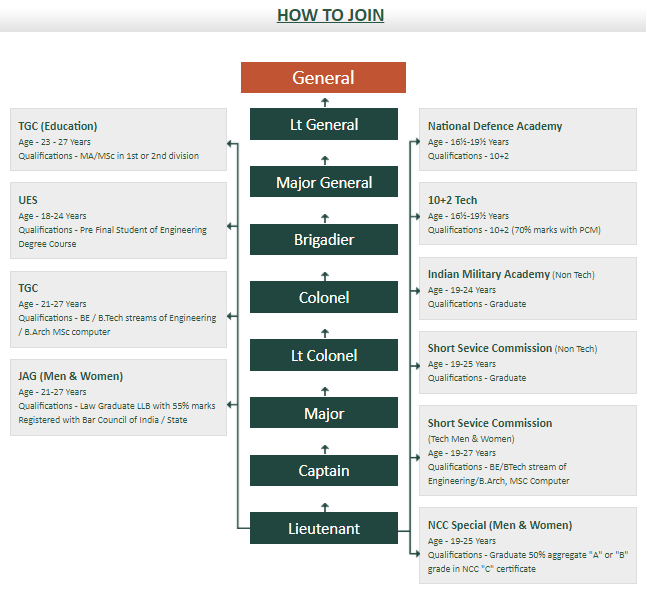 HOW TO JOIN
General
Lt General
Major General
Brigadier
Colonel
Lt Colonel
Major
Captain
Lieutenant
TGC (Education)
Age - 23 - 27 Years
Qualifications - MA/MSc in 1st or 2nd division
UES
Age - 18-24 Years
Qualifications - Pre Final Student of Engineering
Degree Course
TGC
Age - 21-27 Years
Qualifications - BE / B.Tech streams of Engineering
/ B.Arch MSc computer
JAG (Men & Women)
Age - 21-27 Years
Qualifications - Law Graduate LLB with 55% marks
Registered with Bar Council of India / State
National Defence Academy
Age - 16½-19½ Years
Qualifications - 10+2
10+2 Tech
Age - 16½-19½ Years
Qualifications - 10+2 (70% marks with PCM)
Indian Military Academy (Non Tech)
Age - 19-24 Years
Qualifications - Graduate
Short Sevice Commission (Non Tech)
Age - 19-25 Years
Qualifications - Graduate
Short Sevice Commission
(Tech Men & Women)
Age - 19-27 Years
Qualifications - BE/BTech stream of
Engineering/B.Arch, MSC Computer
NCC Special (Men & Women)
Age - 19-25 Years
Qualifications - Graduate 50% aggregate "A" or "B"
grade in NCC "C" certificate